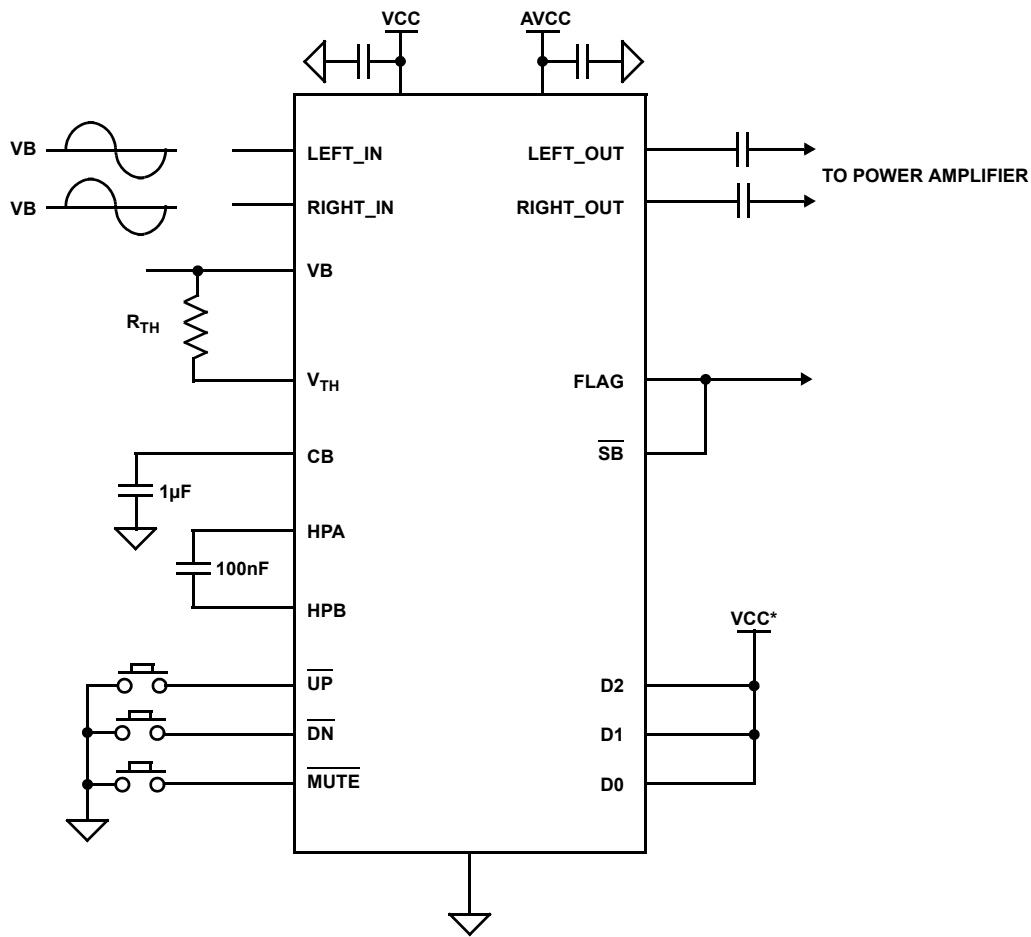 VCC
AVCC
VB
LEFT_IN
LEFT_OUT
TO POWER AMPLIFIER
VB
RIGHT_IN
RIGHT_OUT
VB
RTH
VTH
FLAG
CB
SB
1µF
HPA
100nF
HPB
VCC*
UP
D2
DN
D1
MUTE
D0